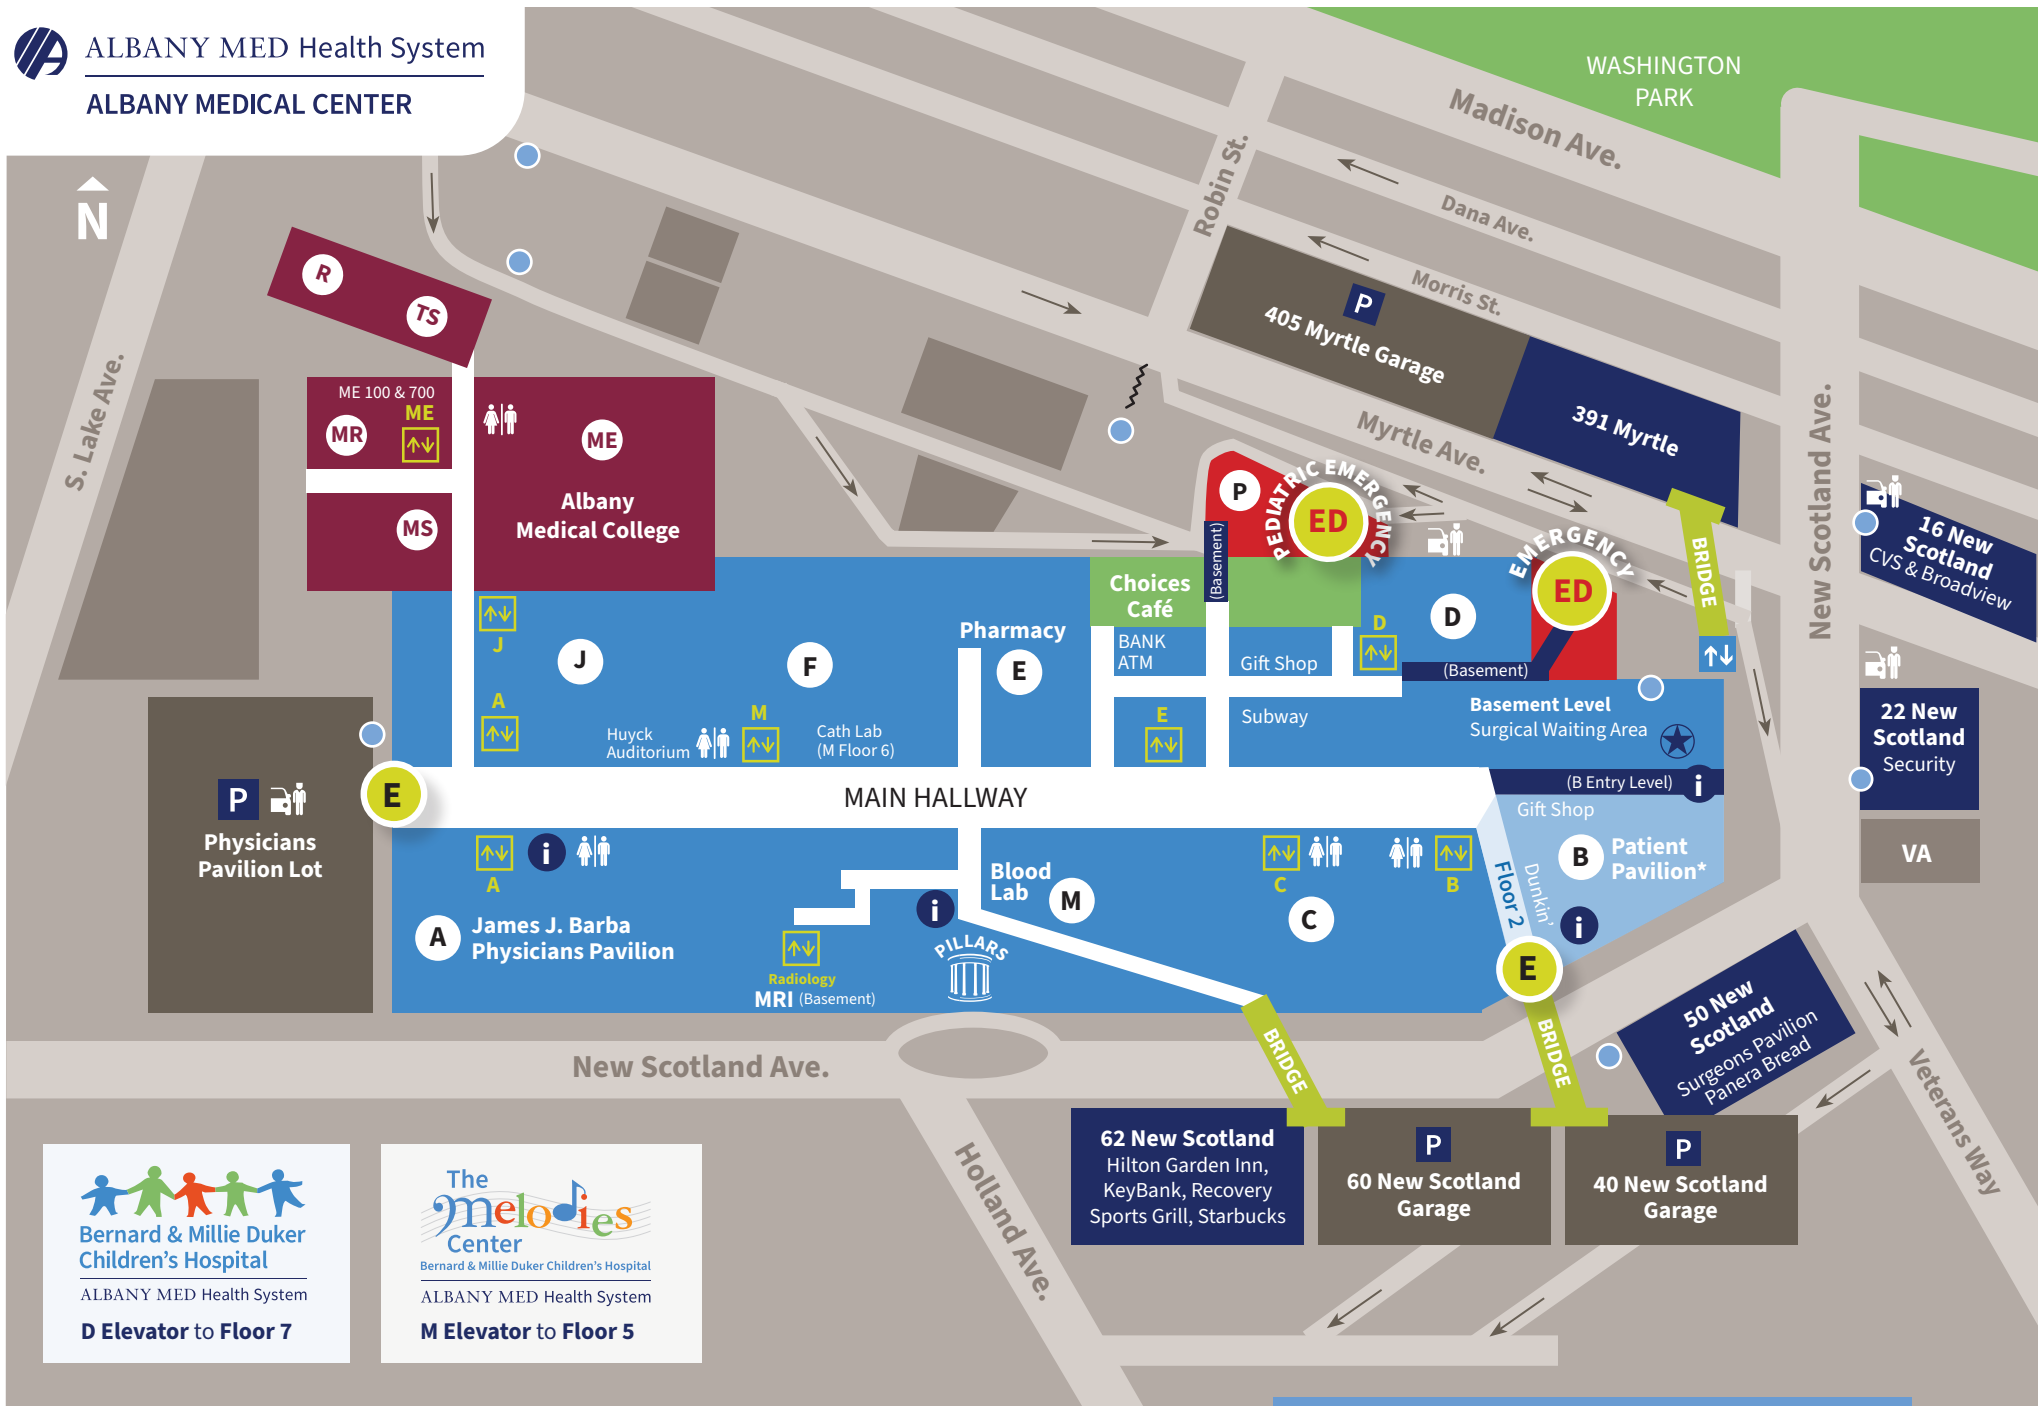 ALBANY MED Health System
ALBANY MEDICAL CENTER
N
WASHINGTON
PARK
Madison Ave.
Robin St.
Dana Ave.
Morris St.
P
405 Myrtle Garage
391 Myrtle
Myrtle Ave.
New Scotland Ave.
S. Lake Ave.
R
TS
ME 100 & 700
ME
MR
ME
MS
Albany
Medical College
P
PEDIATRIC EMERGENCY
ED
EMERGENCY
ED
BRIDGE
16 New
Scotland
CVS & Broadview
(Basement)
Choices
Café
BANK
ATM
Gift Shop
D
D
(Basement)
J
J
F
Pharmacy
E
A
M
Huyck
Auditorium
Cath Lab
(M Floor 6)
E
Subway
Basement Level
Surgical Waiting Area
22 New
Scotland
Security
(B Entry Level)
i
P
Physicians
Pavilion Lot
E
MAIN HALLWAY
Gift Shop
B
Patient
Pavilion*
VA
A
i
C
B
Floor 2
Dunkin'
i
A
James J. Barba
Physicians Pavilion
Blood
Lab
M
i
C
PILLARS
Radiology
MRI (Basement)
E
BRIDGE
BRIDGE
50 New
Scotland
Surgeons Pavilion
Panera Bread
New Scotland Ave.
Veterans Way
Holland Ave.
62 New Scotland
Hilton Garden Inn,
KeyBank, Recovery
Sports Grill, Starbucks
P
60 New Scotland
Garage
P
40 New Scotland
Garage
Bernard & Millie Duker
Children's Hospital
ALBANY MED Health System
D Elevator to Floor 7
The
melodies
Center
Bernard & Millie Duker Children's Hospital
ALBANY MED Health System
M Elevator to Floor 5